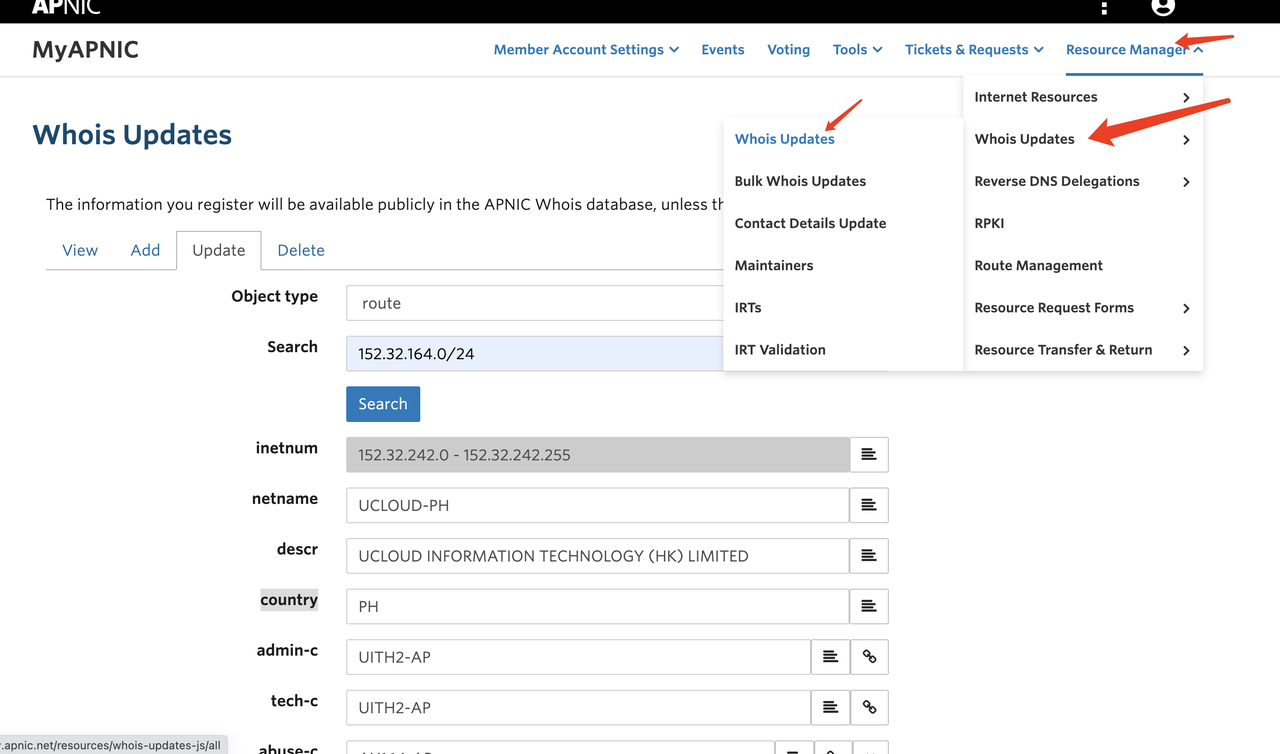 APNIC
MyAPNIC
Member Account Settings
Events
Voting
Tools
Tickets & Requests
Resource Manager
Internet Resources
Whois Updates
Whois Updates
Whois Updates
Bulk Whois Updates
Reverse DNS Delegations
The information you register will be available publicly in the APNIC Whois database, unless
Contact Details Update
RPKI
View
Add
Update
Delete
Maintainers
Route Management
Object type
route
IRTs
Resource Request Forms
Search
152.32.164.0/24
IRT Validation
Resource Transfer & Return
Search
inetnum
152.32.242.0 - 152.32.242.255
netname
UCLOUD-PH
descr
UCLOUD INFORMATION TECHNOLOGY (HK) LIMITED
country
PH
admin-c
UITH2-AP
tech-c
UITH2-AP
abuse-c
.apnic.net/resources/whois-updates-js/all